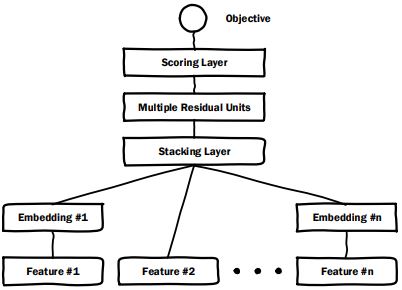 Objective
Scoring Layer
Multiple Residual Units
Stacking Layer
Embedding #1
Embedding #n
Feature #1
Feature #2
Feature #n